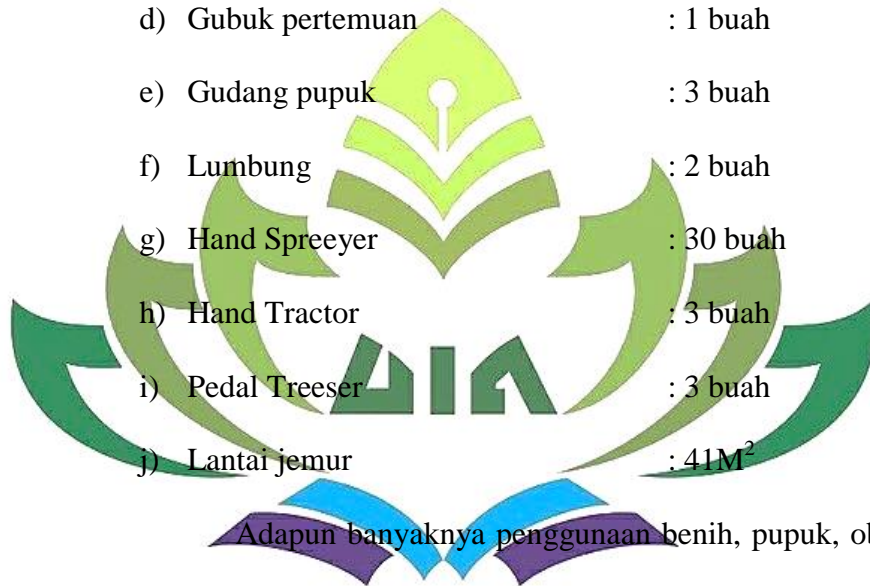 d) Gubuk pertemuan : 1 buah
e) Gudang pupuk : 3 buah
f) Lumbung : 2 buah
g) Hand Spreeyer : 30 buah
h) Hand Tractor : 3 buah
i) Pedal Treeser : 3 buah
UIN
j) Lantai jemur : 41M²
Adapun banyaknya penggunaan benih, pupuk,